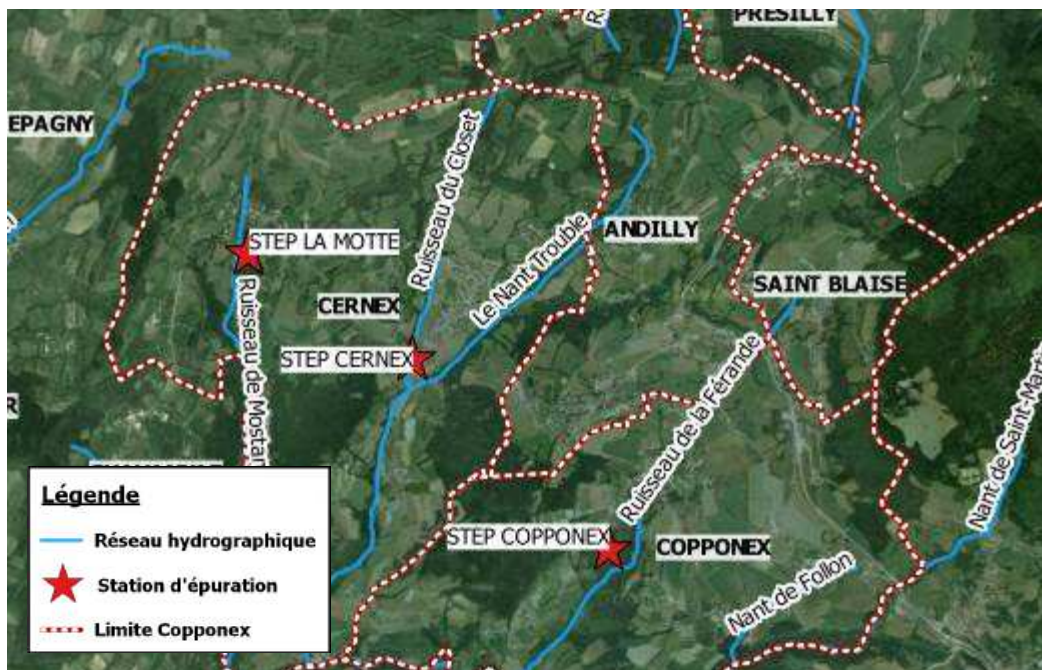 PRESILLY
EPAGNY
Ruisseau du Closet
ANDILLY
STEP LA MOTTE
Le Nant Trouble
SAINT BLAISE
CERNEX
STEP CERNEX
Ruisseau de Mostan
Ruisseau de la Férande
Nant de Saint-Marti
STEP COPPONEX
COPPONEX
Nant de Follon
Légende
Réseau hydrographique
Station d'épuration
Limite Copponex